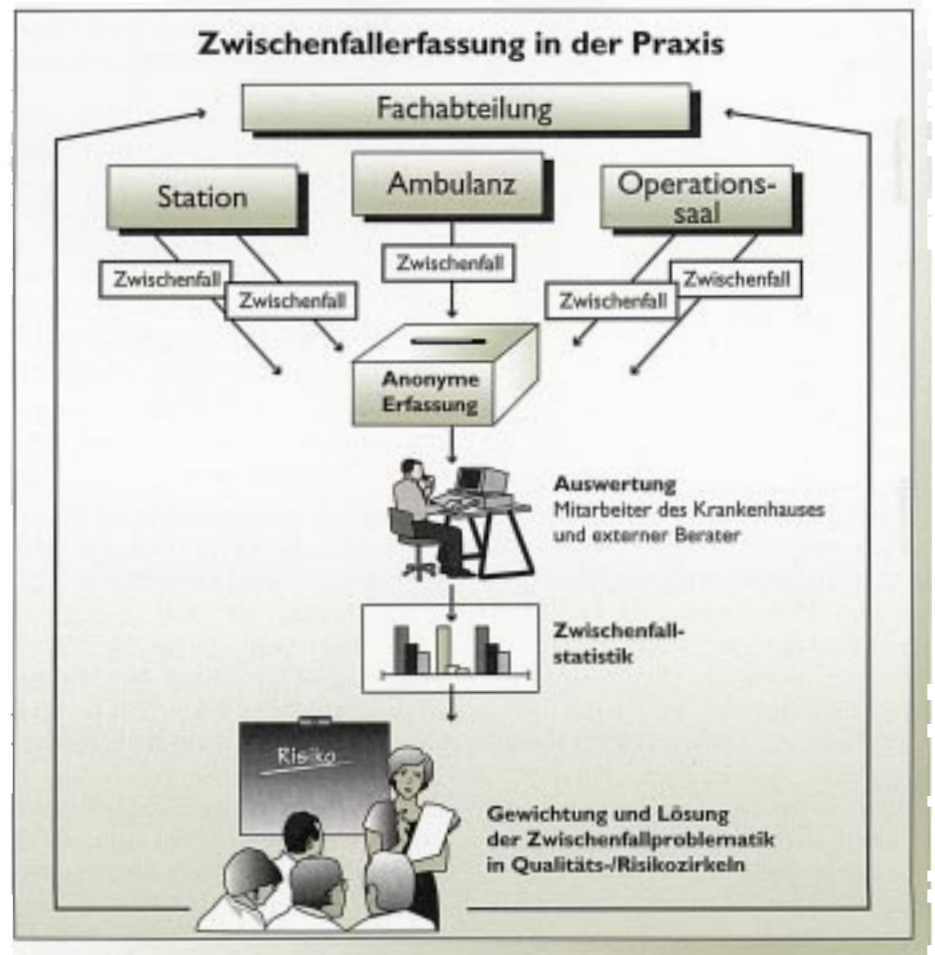 Zwischenfallerfassung in der Praxis
Fachabteilung
Station
Ambulanz
Operations-
saal
Zwischenfall
Zwischenfall
Zwischenfall
Zwischenfall
Zwischenfall
Anonyme
Erfassung
Auswertung
Mitarbeiter des Krankenhauses
und externer Berater
Zwischenfall-
statistik
Risiko
Gewichtung und Lösung
der Zwischenfallproblematik
in Qualitäts-/Risikozirkeln